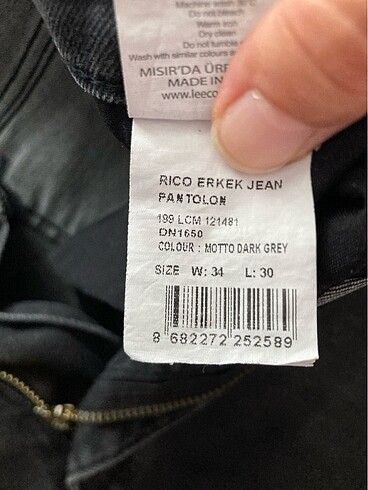 Machine wash 30°C
Do not bleach
Warm iron
Dry clean
Do not tumble
Wash with similar colours
MISIR'DA ÜRE
MADE IN
www.leeco
RICO ERKEK JEAN
PANTOLON
199 LCM 121481
DN1650
COLOUR : MOTTO DARK GREY
SIZE W: 34 L: 30
8 682272 252589